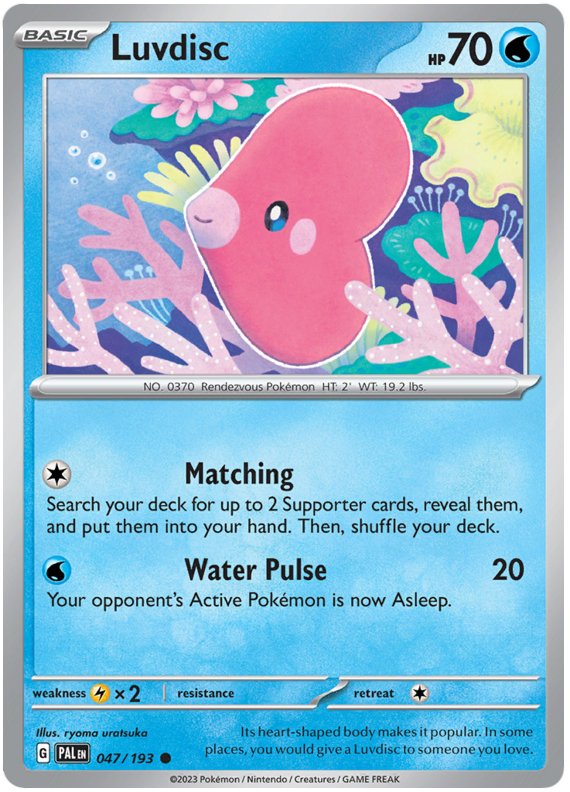 BASIC
Luvdisc
HP 70
NO. 0370 Rendezvous Pokémon HT: 2' WT: 19.2 lbs.
Matching
Search your deck for up to 2 Supporter cards, reveal them,
and put them into your hand. Then, shuffle your deck.
Water Pulse 20
Your opponent's Active Pokémon is now Asleep.
weakness ×2 resistance retreat
Illus. ryoma uratsuka
Its heart-shaped body makes it popular. In some
places, you would give a Luvdisc to someone you love.
G PAL EN 047/193
©2023 Pokémon / Nintendo / Creatures / GAME FREAK